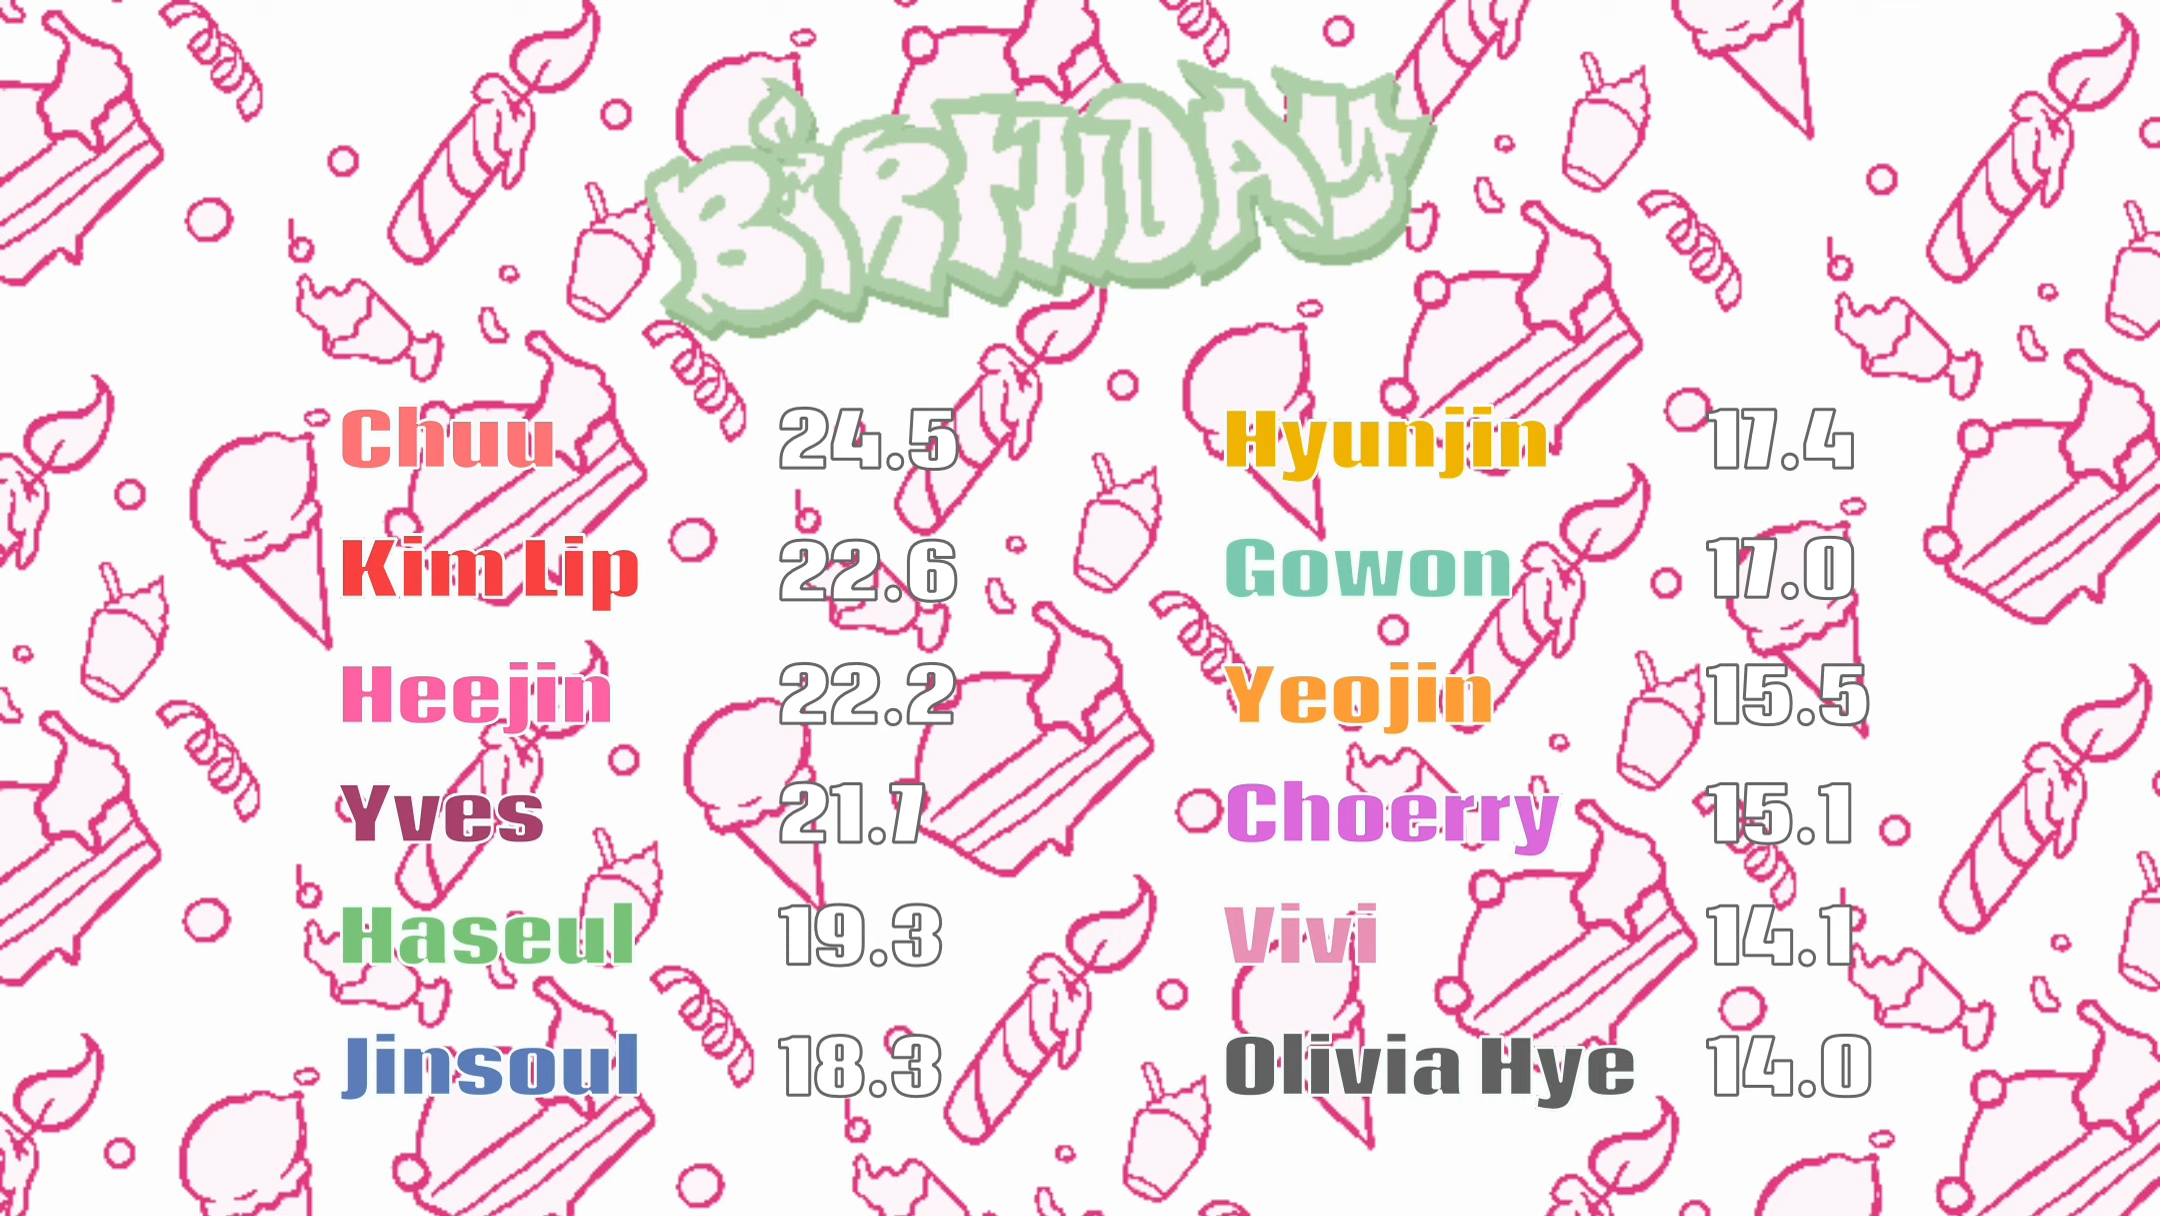 BiRTHDAY
Chuu 24.5
Kim Lip 22.6
Heejin 22.2
Yves 21.7
Haseul 19.3
Jinsoul 18.3
Hyunjin 17.4
Gowon 17.0
Yeojin 15.5
Choerry 15.1
Vivi 14.1
Olivia Hye 14.0